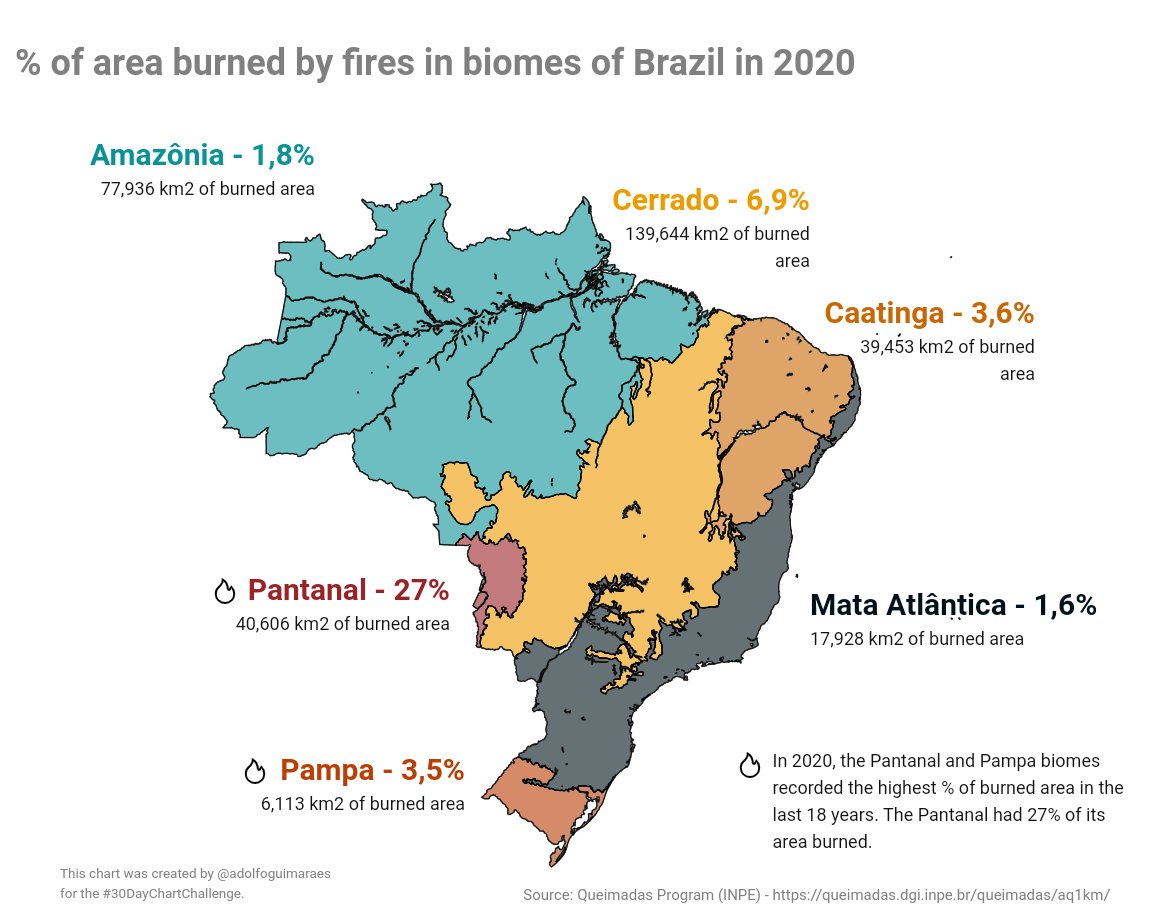 % of area burned by fires in biomes of Brazil in 2020
Amazônia - 1,8%
77,936 km2 of burned area
Cerrado - 6,9%
139,644 km2 of burned
area
Caatinga - 3,6%
39,453 km2 of burned
area
Pantanal - 27%
40,606 km2 of burned area
Mata Atlântica - 1,6%
17,928 km2 of burned area
Pampa - 3,5%
6,113 km2 of burned area
In 2020, the Pantanal and Pampa biomes
recorded the highest % of burned area in the
last 18 years. The Pantanal had 27% of its
area burned.
This chart was created by @adolfoguimaraes
for the #30DayChartChallenge.
Source: Queimadas Program (INPE) - https://queimadas.dgi.inpe.br/queimadas/aq1km/